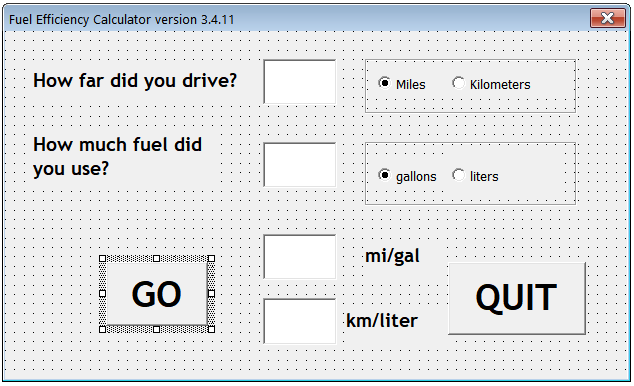 Fuel Efficiency Calculator version 3.4.11
How far did you drive?
Miles
Kilometers
How much fuel did
you use?
gallons
liters
mi/gal
GO
QUIT
km/liter